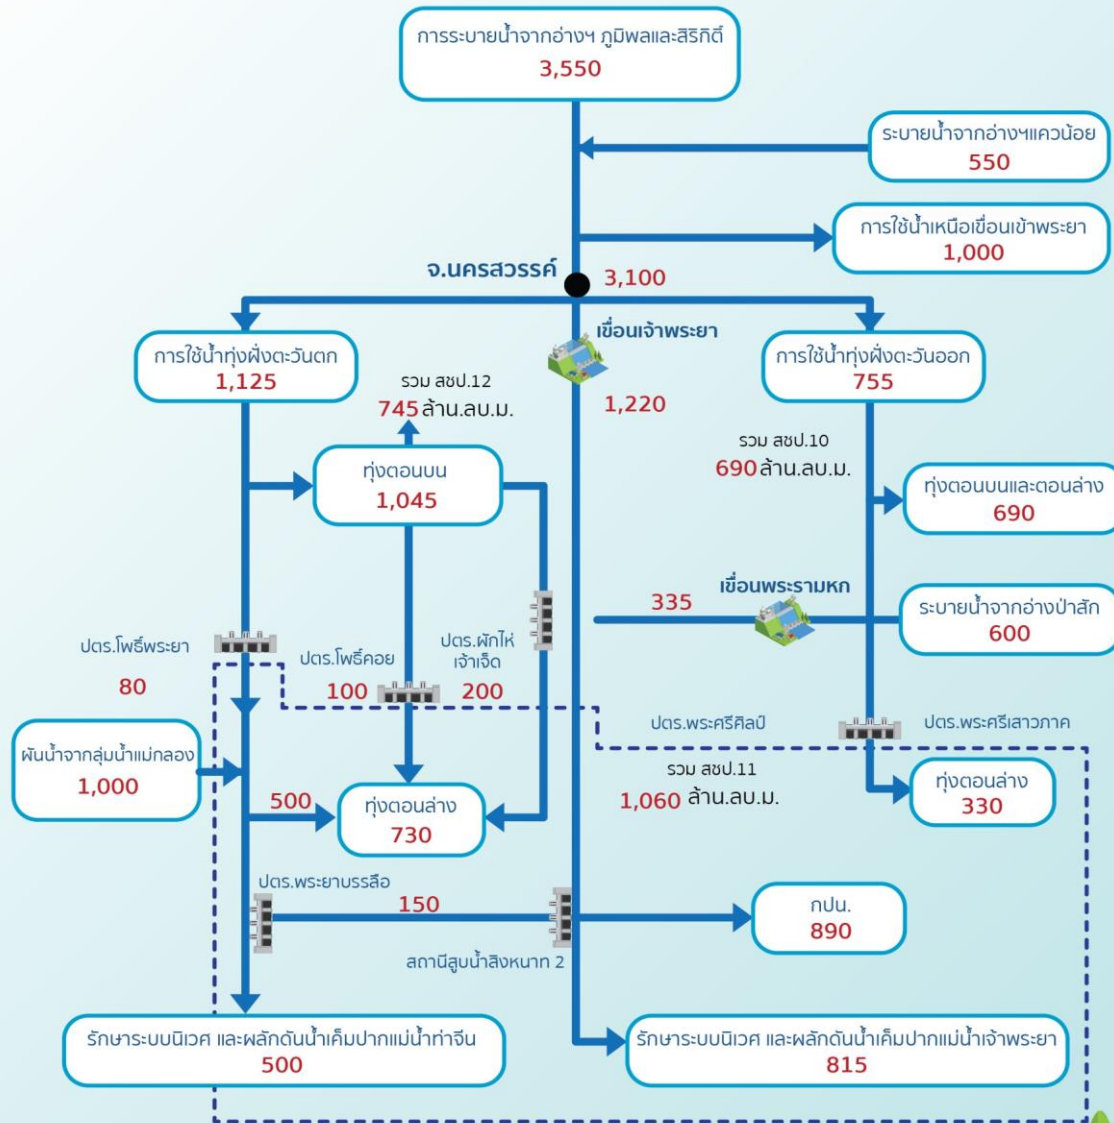 การระบายน้ำจากอ่างฯ ภูมิพลและสิริกิติ์
3,550
ระบายน้ำจากอ่างฯแควน้อย
550
การใช้น้ำเหนือเขื่อนเข้าพระยา
1,000
จ.นครสวรรค์
3,100
เขื่อนเจ้าพระยา
1,220
การใช้น้ำทุ่งฝั่งตะวันตก
1,125
การใช้น้ำทุ่งฝั่งตะวันออก
755
รวม สชป.12
745 ล้าน.ลบ.ม.
ทุ่งตอนบน
1,045
รวม สชป.10
690 ล้าน.ลบ.ม.
ทุ่งตอนบนและตอนล่าง
690
เขื่อนพระรามหก
335
ระบายน้ำจากอ่างป่าสัก
600
ปตร.โพธิ์พระยา
80
ปตร.โพธิ์คอย
100
ปตร.ผักไห่
เจ้าเจ็ด
200
ปตร.พระศรีศิลป์
ปตร.พระศรีเสาวภาค
ผันน้ำจากลุ่มน้ำแม่กลอง
1,000
รวม สชป.11
1,060 ล้าน.ลบ.ม.
ทุ่งตอนล่าง
330
500
ทุ่งตอนล่าง
730
ปตร.พระยาบรรลือ
150
สถานีสูบน้ำสิงหนาท 2
กปน.
890
รักษาระบบนิเวศ และผลักดันน้ำเค็มปากแม่น้ำท่าจีน
500
รักษาระบบนิเวศ และผลักดันน้ำเค็มปากแม่น้ำเจ้าพระยา
815